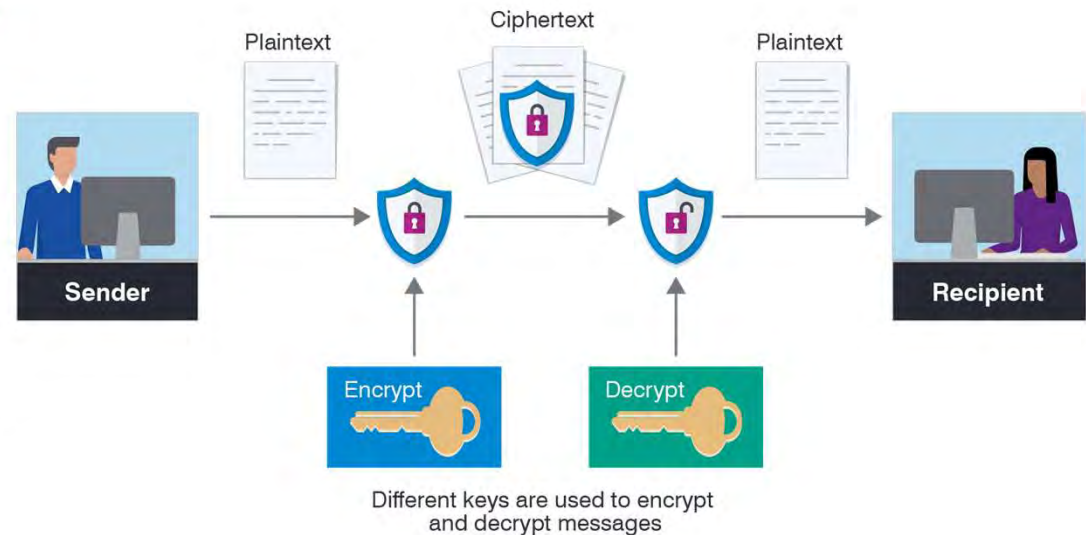 Ciphertext
Plaintext
Plaintext
Sender
Recipient
Encrypt
Decrypt
Different keys are used to encrypt
and decrypt messages